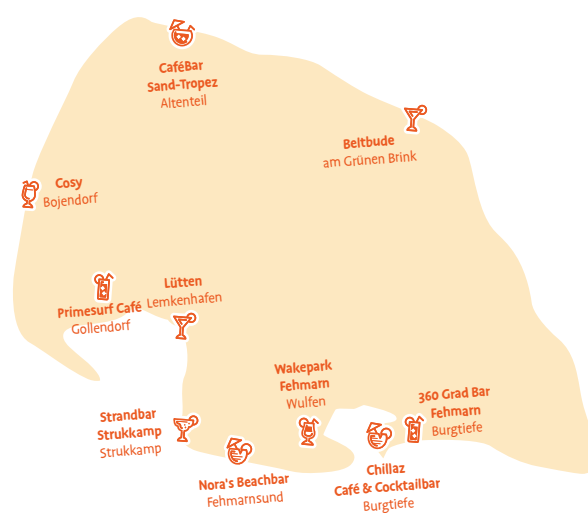 CaféBar
Sand-Tropez
Altenteil
Beltbude
am Grünen Brink
Cosy
Bojendorf
Primesurf Café
Gollendorf
Lütten
Lemkenhafen
Wakepark
Fehmarn
Wulfen
360 Grad Bar
Fehmarn
Burgtiefe
Strandbar
Strukkamp
Strukkamp
Nora's Beachbar
Fehmarnsund
Chillaz
Café & Cocktailbar
Burgtiefe